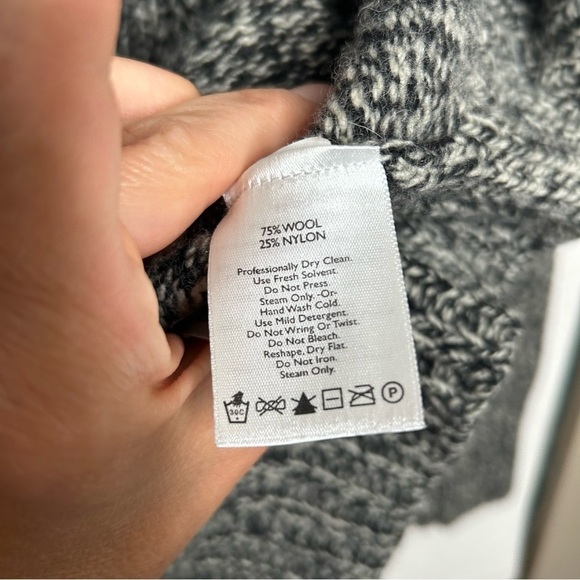 75% WOOL
25% NYLON
Professionally Dry Clean.
Use Fresh Solvent.
Do Not Press.
Steam Only. -Or-
Hand Wash Cold.
Use Mild Detergent.
Do Not Wring Or Twist.
Do Not Bleach.
Reshape, Dry Flat.
Do Not Iron.
Steam Only.
30C P